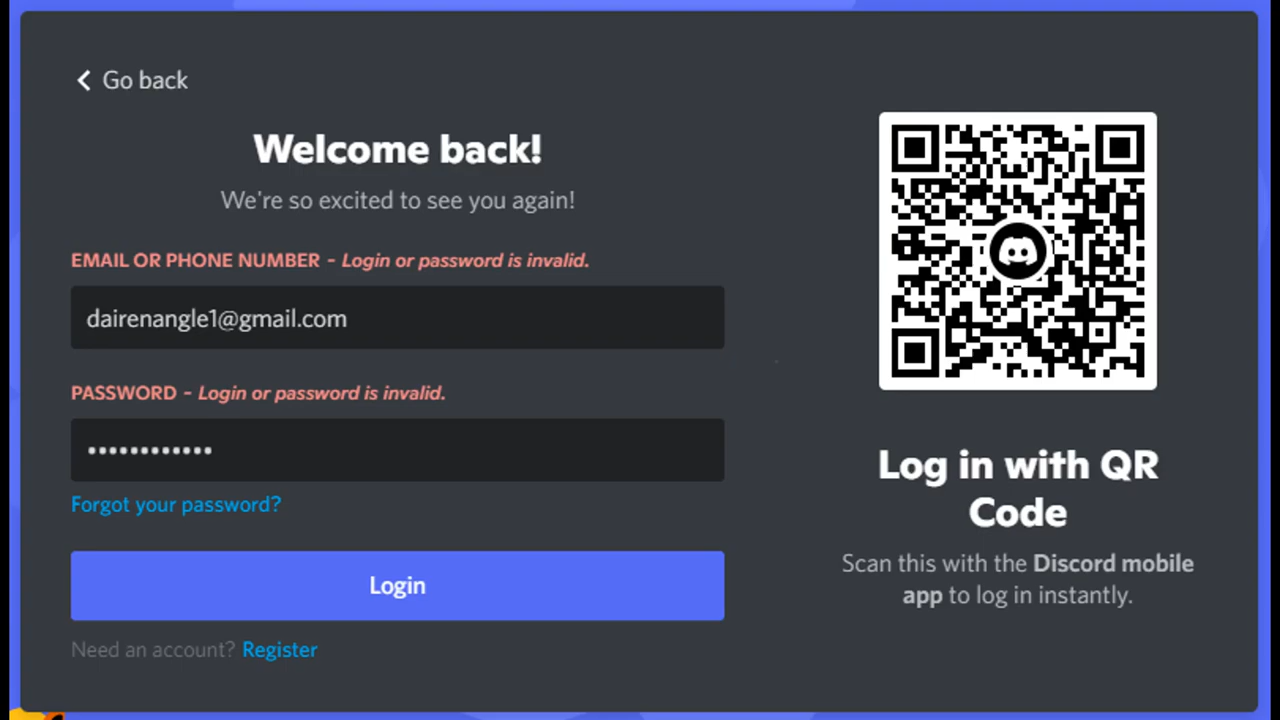 Go back
Welcome back!
We're so excited to see you again!
EMAIL OR PHONE NUMBER - Login or password is invalid.
dairenangle1@gmail.com
PASSWORD - Login or password is invalid.
••••••••••••
Forgot your password?
Login
Need an account? Register
Log in with QR
Code
Scan this with the Discord mobile
app to log in instantly.